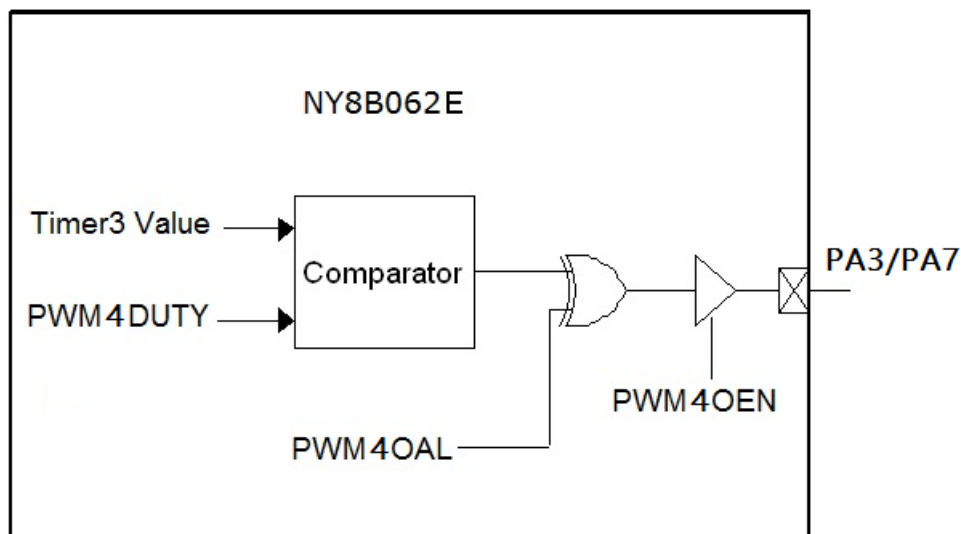 NY8B062E
Timer3 Value
Comparator
PA3/PA7
PWM4DUTY
PWM4OEN
PWM4OAL